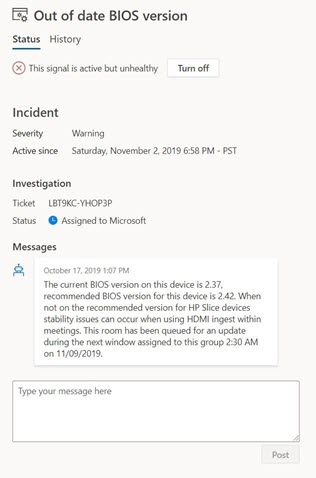 Out of date BIOS version
Status History
This signal is active but unhealthy Turn off
Incident
Severity Warning
Active since Saturday, November 2, 2019 6:58 PM - PST
Investigation
Ticket LBT9KC-YHOP3P
Status Assigned to Microsoft
Messages
October 17, 2019 1:07 PM
The current BIOS version on this device is 2.37,
recommended BIOS version for this device is 2.42. When
not on the recommended version for HP Slice devices
stability issues can occur when using HDMI ingest within
meetings. This room has been queued for an update
during the next window assigned to this group 2:30 AM
on 11/09/2019.
Type your message here
Post